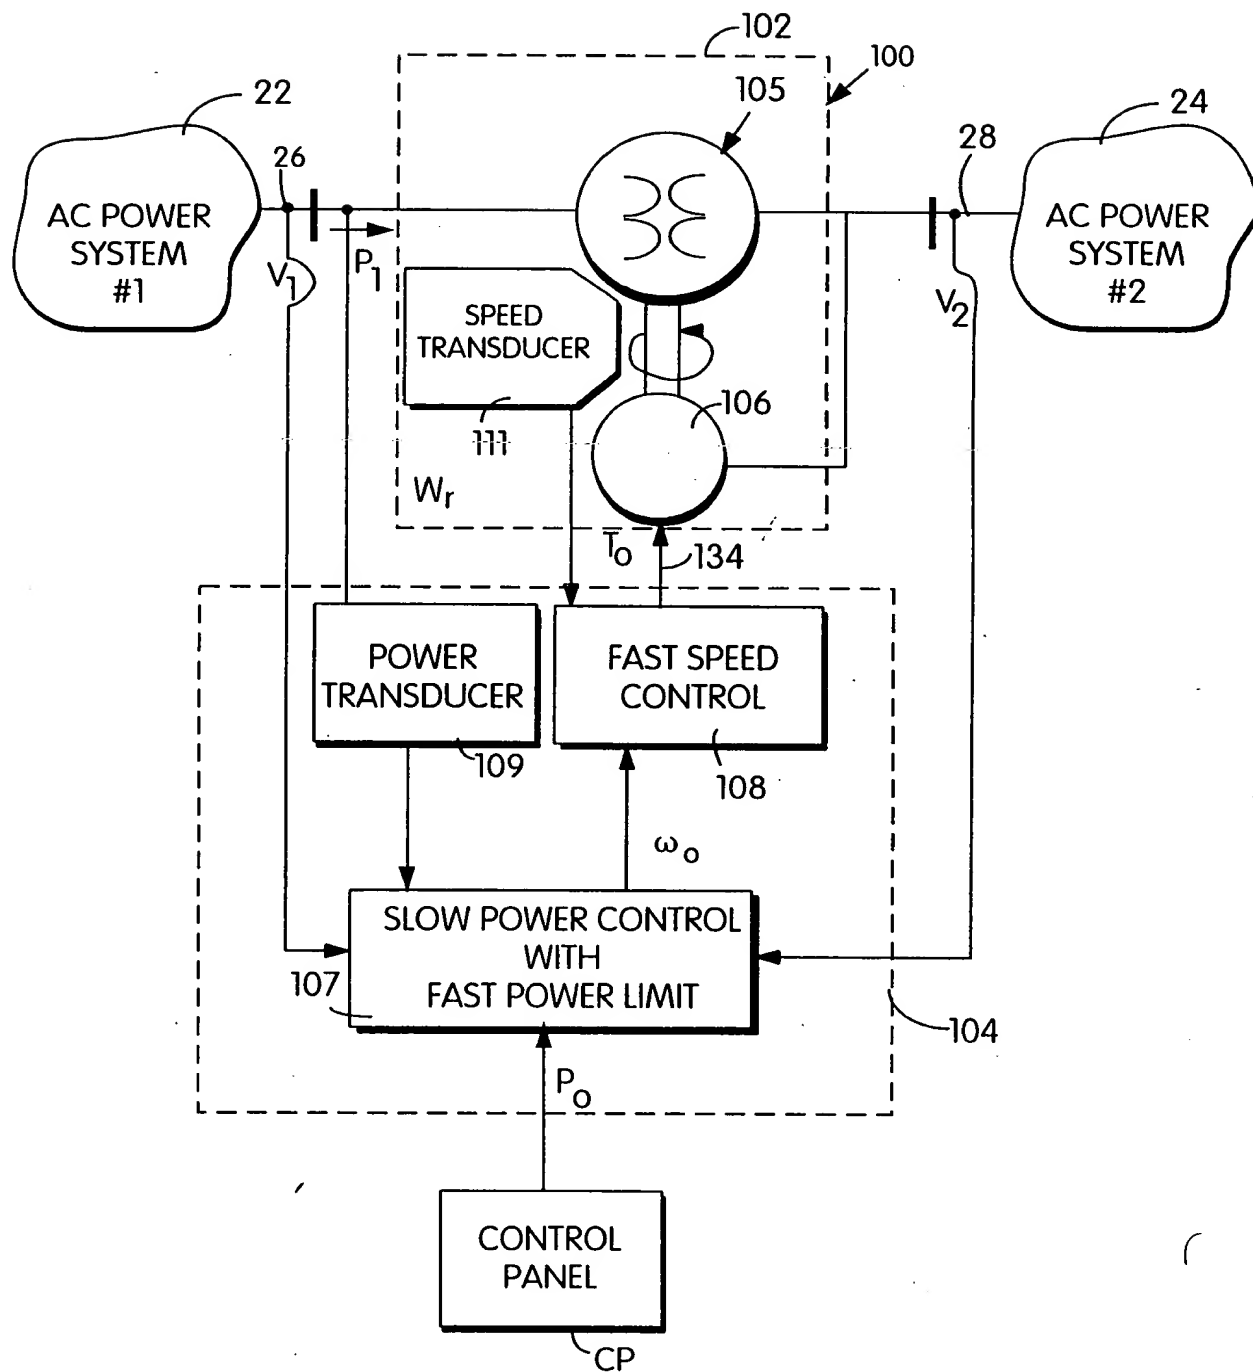 102
100
22
105
24
26
28
AC POWER
SYSTEM
#1
AC POWER
SYSTEM
#2
V1
P1
V2
SPEED
TRANSDUCER
111
106
Wr
To
134
POWER
TRANSDUCER
109
FAST SPEED
CONTROL
108
ωo
SLOW POWER CONTROL
WITH
FAST POWER LIMIT
107
104
Po
CONTROL
PANEL
CP